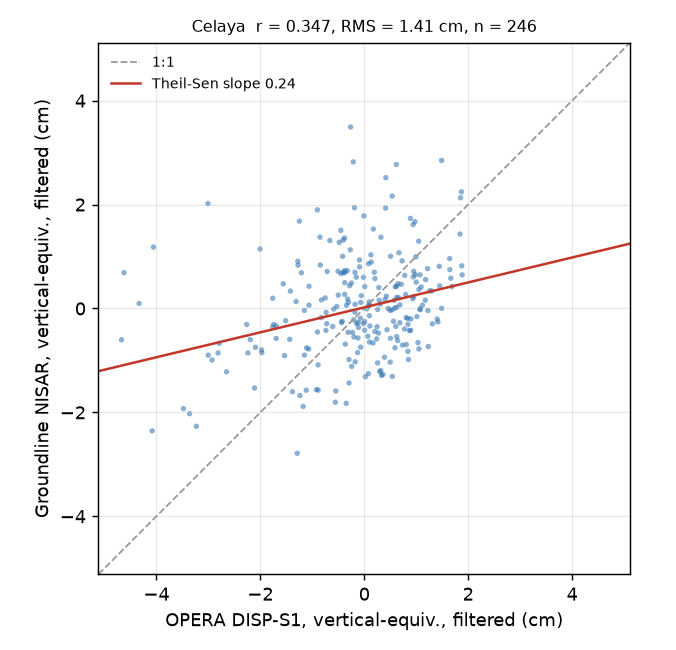 Celaya  r = 0.347, RMS = 1.41 cm, n = 246
1:1
Theil-Sen slope 0.24
Groundline NISAR, vertical-equiv., filtered (cm)
4
2
0
−2
−4
−4
−2
0
2
4
OPERA DISP-S1, vertical-equiv., filtered (cm)